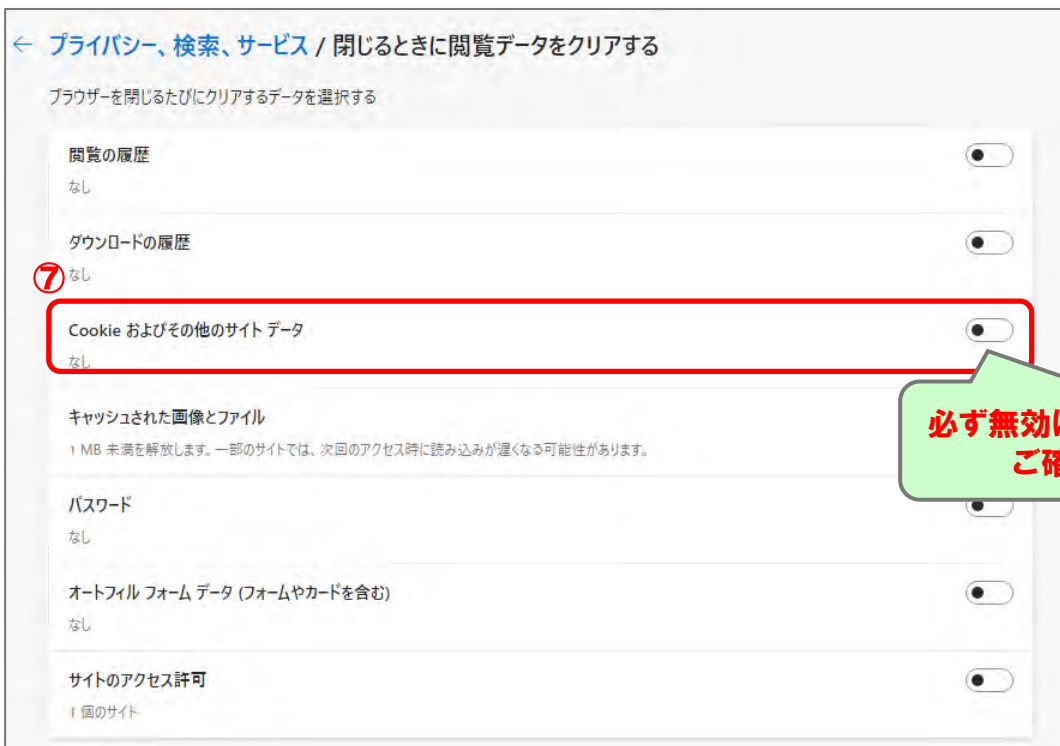 ← プライバシー、検索、サービス / 閉じるときに閲覧データをクリアする
ブラウザーを閉じるたびにクリアするデータを選択する
閲覧の履歴
なし
ダウンロードの履歴
なし
⑦
Cookie およびその他のサイト データ
なし
必ず無効
ご確
キャッシュされた画像とファイル
1 MB 未満を解放します。一部のサイトでは、次回のアクセス時に読み込みが遅くなる可能性があります。
パスワード
なし
オートフィル フォーム データ (フォームやカードを含む)
なし
サイトのアクセス許可
1 個のサイト